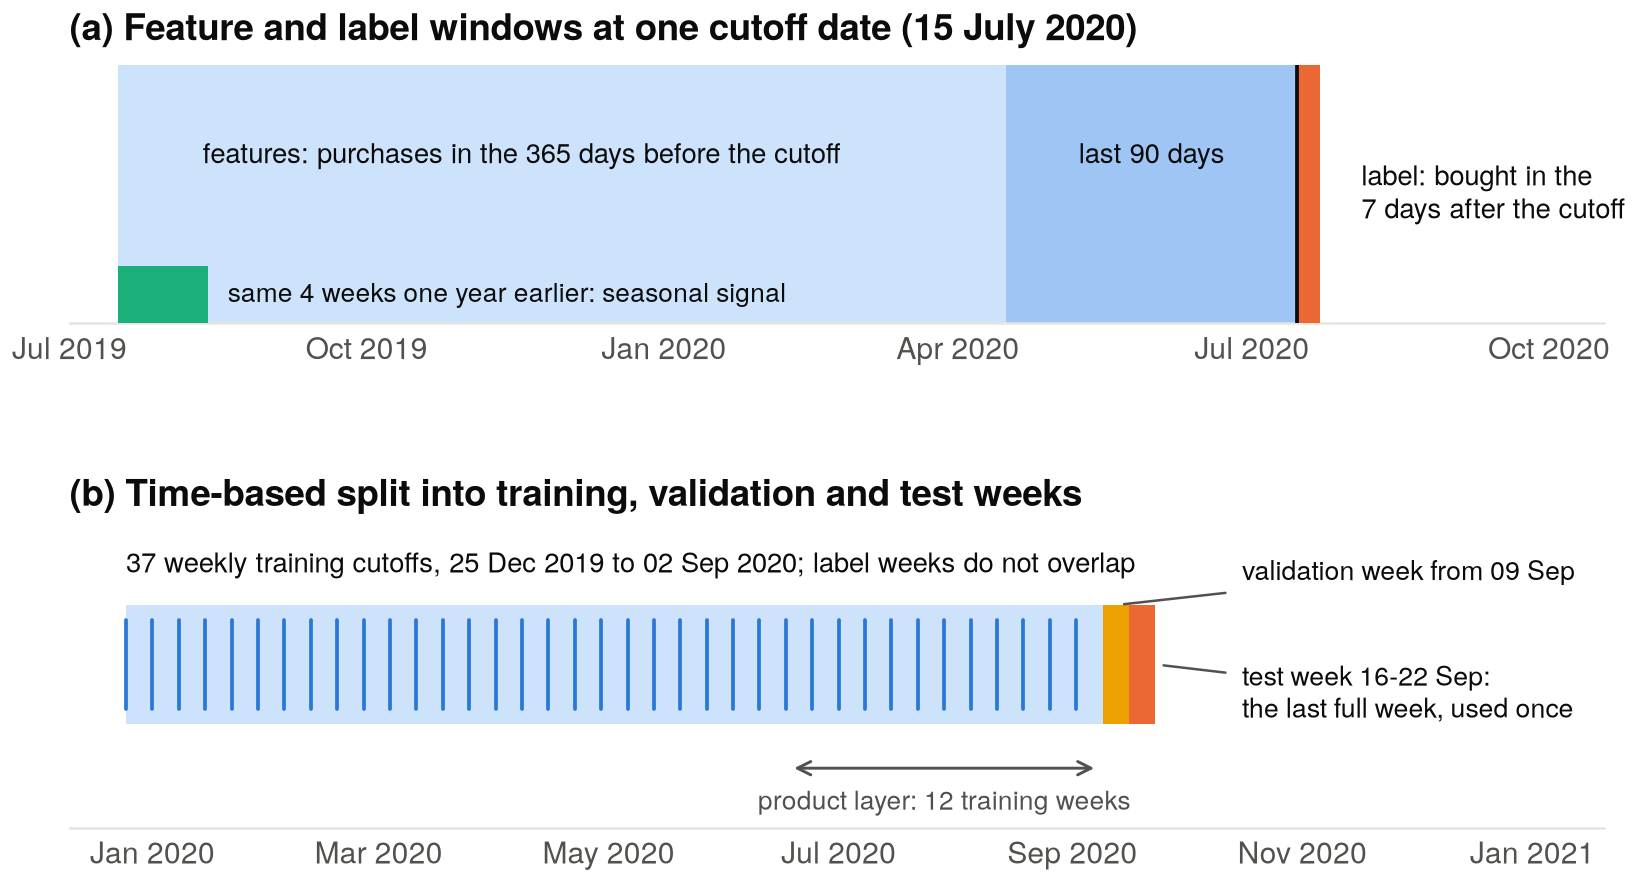 (a) Feature and label windows at one cutoff date (15 July 2020)
features: purchases in the 365 days before the cutoff
last 90 days
label: bought in the
7 days after the cutoff
same 4 weeks one year earlier: seasonal signal
Jul 2019
Oct 2019
Jan 2020
Apr 2020
Jul 2020
Oct 2020
(b) Time-based split into training, validation and test weeks
37 weekly training cutoffs, 25 Dec 2019 to 02 Sep 2020; label weeks do not overlap
validation week from 09 Sep
test week 16-22 Sep:
the last full week, used once
product layer: 12 training weeks
Jan 2020
Mar 2020
May 2020
Jul 2020
Sep 2020
Nov 2020
Jan 2021